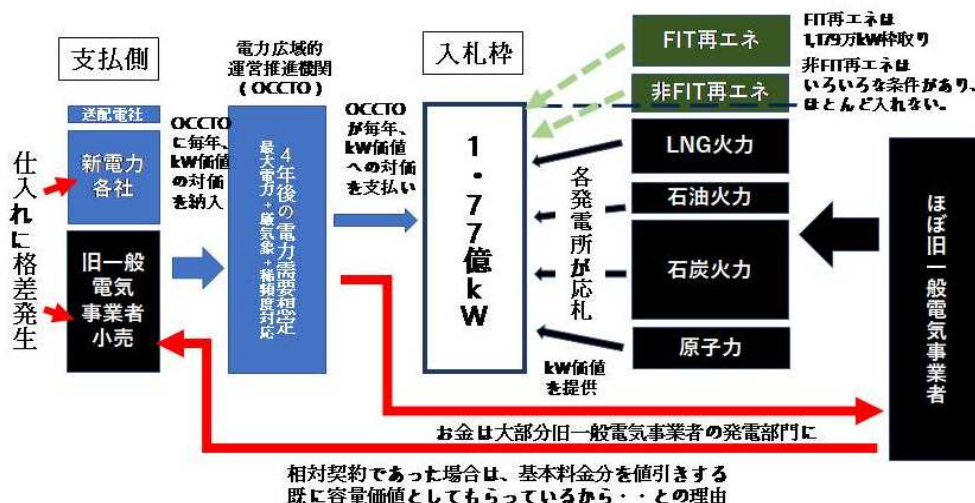 支払側
送配電社
新電力
各社
旧一般
電気
事業者
小売
仕入れに格差発生
OCCTO
に毎年、
kW価値
の対価
を納入
電力広域的
運営推進機関
(OCCTO)
4年後の電力需要想定
最大電力+厳気象+稀頻度対応
OCCTO
が毎年、
kW価値
への対価
を支払い
入札枠
1・77億kW
各発電所が応札
kW価値
を提供
FIT再エネ
非FIT再エネ
LNG火力
石油火力
石炭火力
原子力
FIT再エネは
1,179万kW枠取り
非FIT再エネは
いろいろな条件があり、
ほとんど入れない。
ほぼ旧一般電気事業者
お金は大部分旧一般電気事業者の発電部門に
相対契約であった場合は、基本料金分を値引きする
既に容量価値としてもらっているから・・との理由